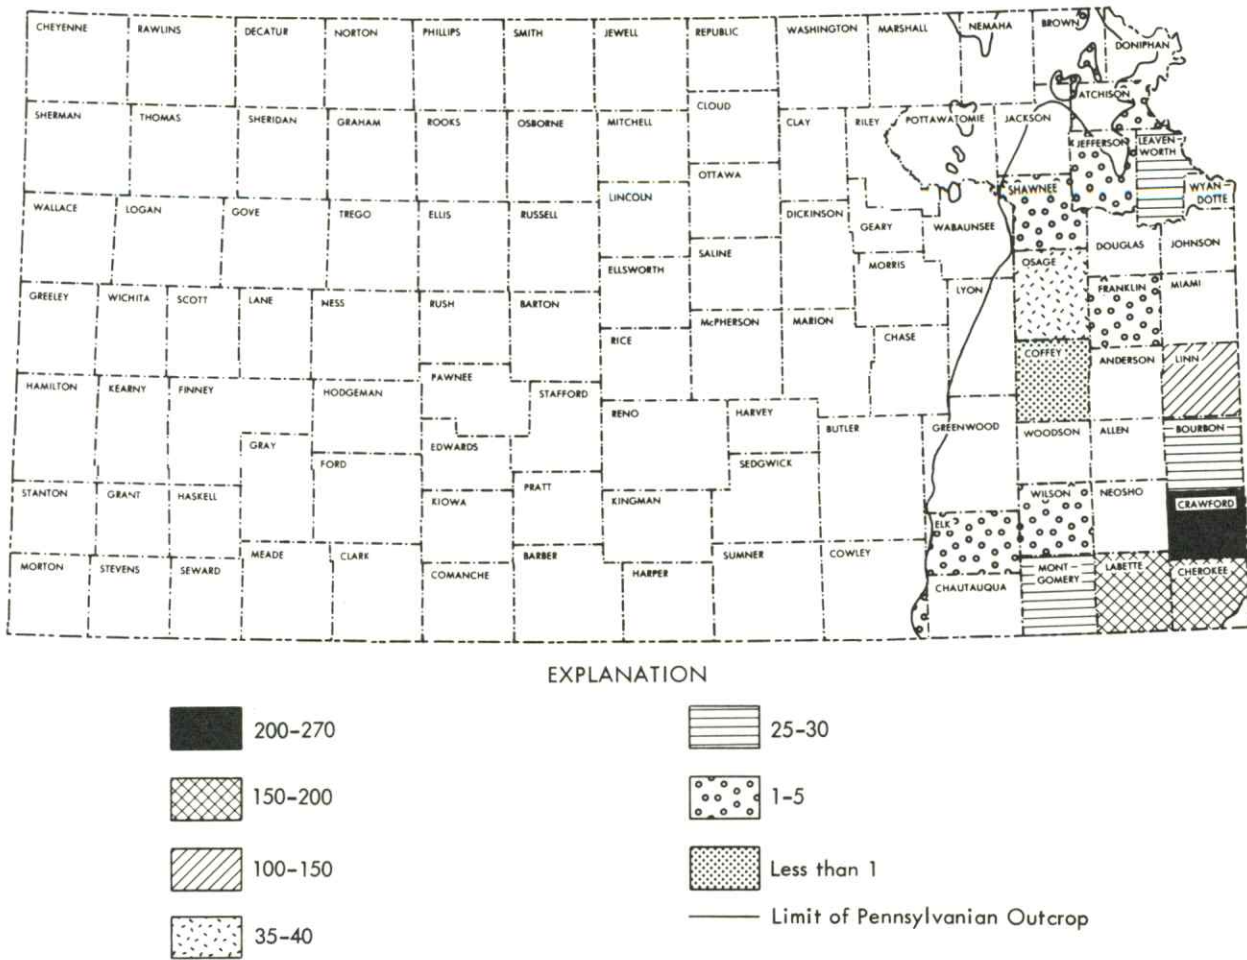 CHEYENNE RAWLINS DECATUR NORTON PHILLIPS SMITH JEWELL REPUBLIC WASHINGTON MARSHALL NEMAHA BROWN
DONIPHAN
ATCHISON
CLOUD
SHERMAN THOMAS SHERIDAN GRAHAM ROOKS OSBORNE MITCHELL CLAY RILEY POTTAWATOMIE JACKSON
JEFFERSON LEAVEN-
WORTH
OTTAWA
LINCOLN
SHAWNEE
WYAN-
DOTTE
WALLACE LOGAN GOVE TREGO ELLIS RUSSELL DICKINSON
GEARY WABAUNSEE
DOUGLAS JOHNSON
ELLSWORTH SALINE MORRIS OSAGE
GREELEY WICHITA SCOTT LANE NESS RUSH BARTON LYON FRANKLIN MIAMI
RICE McPHERSON MARION CHASE
COFFEY ANDERSON LINN
HAMILTON KEARNY FINNEY HODGEMAN PAWNEE STAFFORD
RENO HARVEY BUTLER GREENWOOD WOODSON ALLEN BOURBON
GRAY EDWARDS
FORD SEDGWICK
STANTON GRANT HASKELL KIOWA PRATT KINGMAN WILSON NEOSHO CRAWFORD
ELK
MEADE CLARK BARBER SUMNER COWLEY
MORTON STEVENS SEWARD COMANCHE HARPER CHAUTAUQUA MONT-
GOMERY
LABETTE CHEROKEE
EXPLANATION
200-270
150-200
100-150
35-40
25-30
1-5
Less than 1
Limit of Pennsylvanian Outcrop